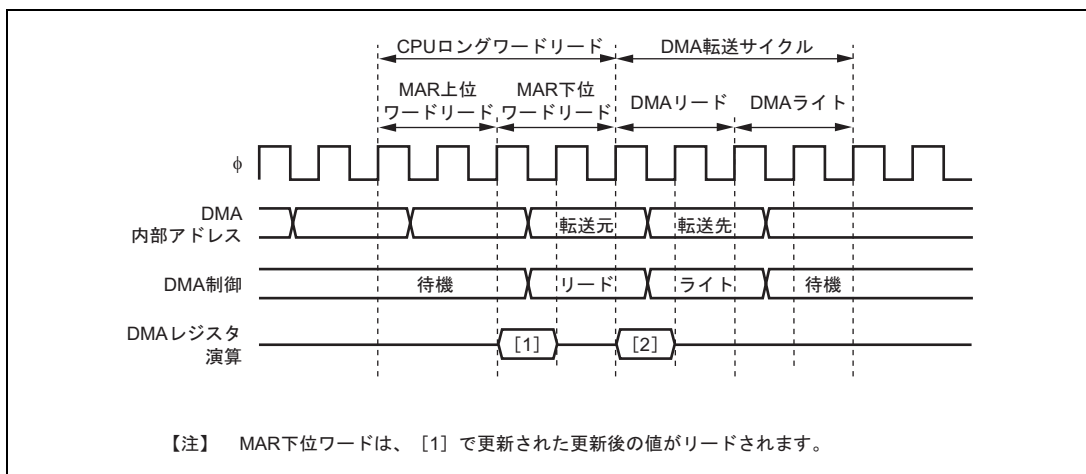 CPUロングワードリード DMA転送サイクル
MAR上位 MAR下位
ワードリード ワードリード DMAリード DMAライト
φ
DMA
内部アドレス 転送元 転送先
DMA制御 待機 リード ライト 待機
DMAレジスタ
演算 [1] [2]
【注】 MAR下位ワードは、[1]で更新された更新後の値がリードされます。